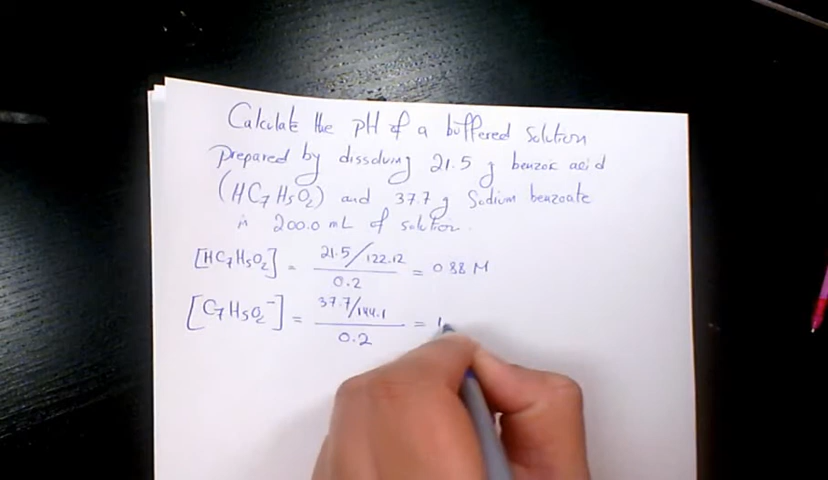 Calculate the pH of a buffered solution
prepared by dissolving 21.5 g benzoic acid
(HC7H5O2) and 37.7 g Sodium benzoate
in 200.0 mL of solution.
[HC7H5O2] = 21.5/122.12 / 0.2 = 0.88 M
[C7H5O2⁻] = 37.7/144.1 / 0.2 = 1.